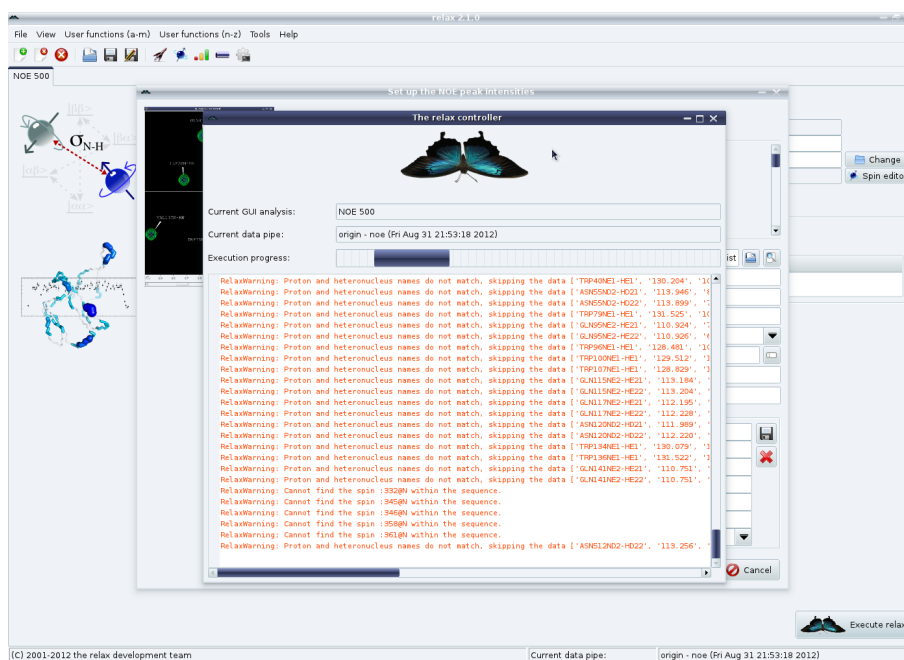 relax 2.1.0
File View User functions (a-m) User functions (n-z) Tools Help
NOE 500
Set up the NOE peak intensities
The relax controller
|ββ>
σN-H
|βα>
|αβ>
|αα>
Change
Spin edito
Current GUI analysis: NOE 500
Current data pipe: origin - noe (Fri Aug 31 21:53:18 2012)
Execution progress:
ist
RelaxWarning: Proton and heteronucleus names do not match, skipping the data ['TRP40NE1-HE1', '130.204', '10
RelaxWarning: Proton and heteronucleus names do not match, skipping the data ['ASN55ND2-HD21', '113.946', '8
RelaxWarning: Proton and heteronucleus names do not match, skipping the data ['ASN55ND2-HD22', '113.899', '7
RelaxWarning: Proton and heteronucleus names do not match, skipping the data ['TRP79NE1-HE1', '131.525', '10
RelaxWarning: Proton and heteronucleus names do not match, skipping the data ['GLN95NE2-HE21', '110.924', '7
RelaxWarning: Proton and heteronucleus names do not match, skipping the data ['GLN95NE2-HE22', '110.926', '6
RelaxWarning: Proton and heteronucleus names do not match, skipping the data ['TRP96NE1-HE1', '128.481', '10
RelaxWarning: Proton and heteronucleus names do not match, skipping the data ['TRP100NE1-HE1', '129.512', '1
RelaxWarning: Proton and heteronucleus names do not match, skipping the data ['TRP107NE1-HE1', '128.829', '1
RelaxWarning: Proton and heteronucleus names do not match, skipping the data ['GLN115NE2-HE21', '113.184', '
RelaxWarning: Proton and heteronucleus names do not match, skipping the data ['GLN115NE2-HE22', '113.204', '
RelaxWarning: Proton and heteronucleus names do not match, skipping the data ['GLN117NE2-HE21', '112.195', '
RelaxWarning: Proton and heteronucleus names do not match, skipping the data ['GLN117NE2-HE22', '112.228', '
RelaxWarning: Proton and heteronucleus names do not match, skipping the data ['ASN120ND2-HD21', '111.989', '
RelaxWarning: Proton and heteronucleus names do not match, skipping the data ['ASN120ND2-HD22', '112.220', '
RelaxWarning: Proton and heteronucleus names do not match, skipping the data ['TRP134NE1-HE1', '130.079', '1
RelaxWarning: Proton and heteronucleus names do not match, skipping the data ['TRP136NE1-HE1', '131.522', '1
RelaxWarning: Proton and heteronucleus names do not match, skipping the data ['GLN141NE2-HE21', '110.751', '
RelaxWarning: Proton and heteronucleus names do not match, skipping the data ['GLN141NE2-HE22', '110.751', '
RelaxWarning: Cannot find the spin :332@N within the sequence.
RelaxWarning: Cannot find the spin :345@N within the sequence.
RelaxWarning: Cannot find the spin :346@N within the sequence.
RelaxWarning: Cannot find the spin :358@N within the sequence.
RelaxWarning: Cannot find the spin :361@N within the sequence.
RelaxWarning: Proton and heteronucleus names do not match, skipping the data ['ASN512ND2-HD22', '113.256', '
Cancel
Execute relax
(C) 2001-2012 the relax development team
Current data pipe: origin - noe (Fri Aug 31 21:53:18 2012)